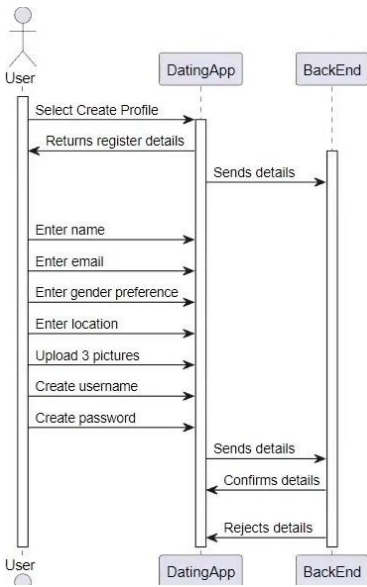 User
DatingApp
BackEnd
Select Create Profile
Returns register details
Sends details
Enter name
Enter email
Enter gender preference
Enter location
Upload 3 pictures
Create username
Create password
Sends details
Confirms details
Rejects details
User
DatingApp
BackEnd